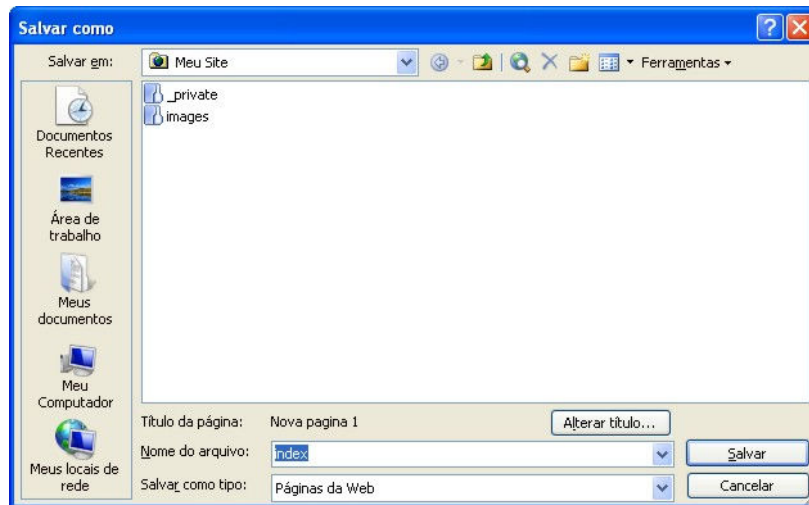 Salvar como
Salvar em:
Meu Site
Ferramentas
_private
images
Documentos
Recentes
Área de
trabalho
Meus
documentos
Meu
Computador
Meus locais de
rede
Título da página:
Nova pagina 1
Alterar título...
Nome do arquivo:
index
Salvar
Salvar como tipo:
Páginas da Web
Cancelar